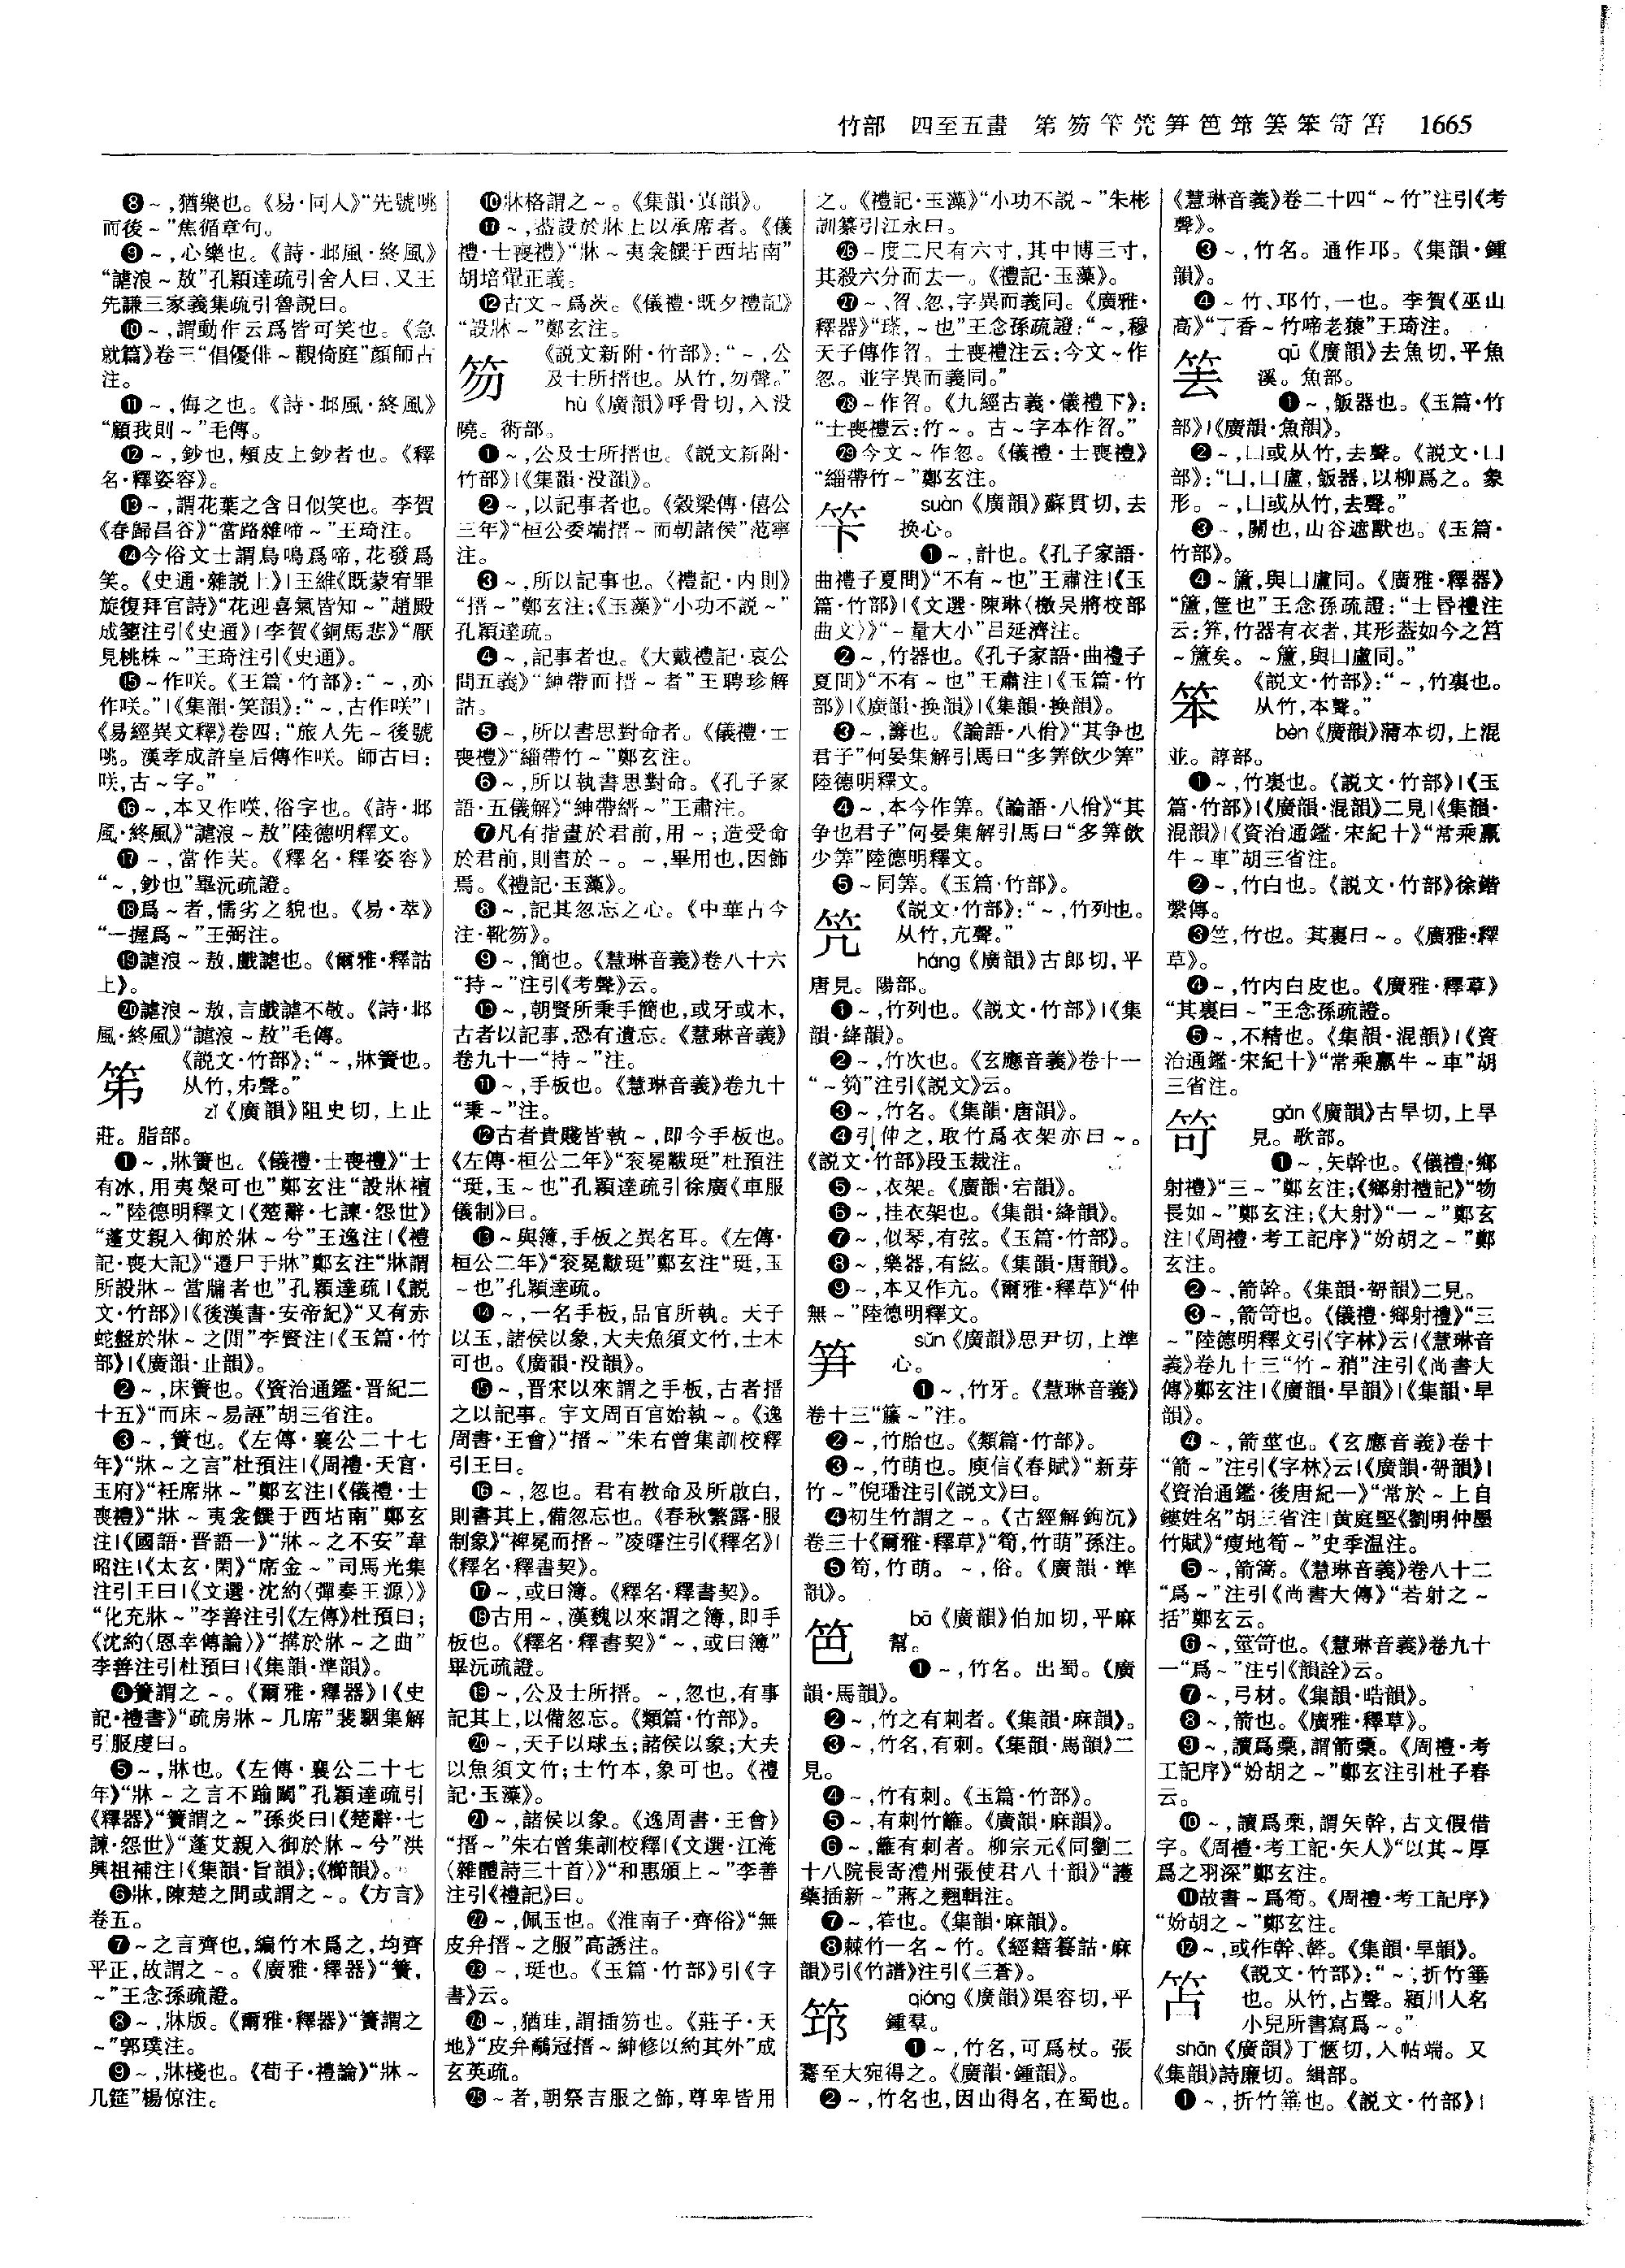 竹部　四至五畫　笫笏笇笐笋笆筇筁笨笴笘　1665
❽～,猶樂也。《易·同人》“先號咷
而後～”焦循章句。
❾～,心樂也。《詩·邶風·終風》
“謔浪～敖”孔穎達疏引舍人曰,又王
先謙三家義集疏引魯説曰。
❿～,謂動作云爲皆可笑也。《急
就篇》卷三“倡優俳～觀倚庭”顔師古
注。
⓫～,侮之也。《詩·邶風·終風》
“顧我則～”毛傳。
⓬～,鈔也,頰皮上鈔者也。《釋
名·釋姿容》。
⓭～,謂花葉之含日似笑也。李賀
《春歸昌谷》“當路雜啼～”王琦注。
⓮今俗文士謂鳥鳴爲啼,花發爲
笑。《史通·雜説上》|王維《既蒙宥罪
旋復拜官詩》“花迎喜氣皆知～”趙殿
成箋注引《史通》|李賀《銅馬悲》“厭
見桃株～”王琦注引《史通》。
⓯～作咲。《玉篇·竹部》：“～,亦
作咲。”|《集韻·笑韻》：“～,古作咲”|
《易經異文釋》卷四：“旅人先～後號
咷。漢孝成許皇后傳作咲。師古曰：
咲,古～字。”
⓰～,本又作𠷄,俗字也。《詩·邶
風·終風》“謔浪～敖”陸德明釋文。
⓱～,當作关。《釋名·釋姿容》
“～,鈔也”畢沅疏證。
⓲爲～者,懦劣之貌也。《易·萃》
“一握爲～”王弼注。
⓳謔浪～敖,戲謔也。《爾雅·釋詁
上》。
⓴謔浪～敖,言戲謔不敬。《詩·邶
風·終風》“謔浪～敖”毛傳。
笫　《説文·竹部》：“～,牀簀也。
从竹,𠂔聲。”
zǐ《廣韻》阻史切,上止
莊。脂部。
❶～,牀簀也。《儀禮·士喪禮》“士
有冰,用夷槃可也”鄭玄注“設牀襢
～”陸德明釋文|《楚辭·七諫·怨世》
“蓬艾親入御於牀～兮”王逸注|《禮
記·喪大記》“遷尸于牀”鄭玄注“牀謂
所設牀～當牖者也”孔穎達疏|《説
文·竹部》|《後漢書·安帝紀》“又有赤
蛇盤於牀～之間”李賢注|《玉篇·竹
部》|《廣韻·止韻》。
❷～,床簀也。《資治通鑑·晋紀二
十五》“而床～易誣”胡三省注。
❸～,簀也。《左傳·襄公二十七
年》“牀～之言”杜預注|《周禮·天官·
玉府》“衽席牀～”鄭玄注|《儀禮·士
喪禮》“牀～夷衾饌于西坫南”鄭玄
注|《國語·晋語一》“牀～之不安”韋
昭注|《太玄·閑》“席金～”司馬光集
注引王曰|《文選·沈約〈彈奏王源〉》
“化充牀～”李善注引《左傳》杜預曰；
《沈約〈恩幸傳論〉》“搆於牀～之曲”
李善注引杜預曰|《集韻·準韻》。
❹簀謂之～。《爾雅·釋器》|《史
記·禮書》“疏房牀～几席”裴駰集解
引服虔曰。
❺～,牀也。《左傳·襄公二十七
年》“牀～之言不踰閾”孔穎達疏引
《釋器》“簀謂之～”孫炎曰|《楚辭·七
諫·怨世》“蓬艾親入御於牀～兮”洪
興祖補注|《集韻·旨韻》；《櫛韻》。
❻牀,陳楚之間或謂之～。《方言》
卷五。
❼～之言齊也,編竹木爲之,均齊
平正,故謂之～。《廣雅·釋器》“簀,
～”王念孫疏證。
❽～,牀版。《爾雅·釋器》“簀謂之
～”郭璞注。
❾～,牀棧也。《荀子·禮論》“牀～
几筵”楊倞注。
❿牀格謂之～。《集韻·真韻》。
⓫～,葢設於牀上以承席者。《儀
禮·士喪禮》“牀～夷衾饌于西坫南”
胡培翬正義。
⓬古文～爲茨。《儀禮·既夕禮記》
“設牀～”鄭玄注。
笏　《説文新附·竹部》：“～,公
及士所搢也。从竹,勿聲。”
hù《廣韻》呼骨切,入没
曉。術部。
❶～,公及士所搢也。《説文新附·
竹部》|《集韻·没韻》。
❷～,以記事者也。《穀梁傳·僖公
三年》“桓公委端搢～而朝諸侯”范寧
注。
❸～,所以記事也。《禮記·内則》
“搢～”鄭玄注；《玉藻》“小功不説～”
孔穎達疏。
❹～,記事者也。《大戴禮記·哀公
問五義》“紳帶而搢～者”王聘珍解
詁。
❺～,所以書思對命者。《儀禮·士
喪禮》“緇帶竹～”鄭玄注。
❻～,所以執書思對命。《孔子家
語·五儀解》“紳帶縉～”王肅注。
❼凡有指畫於君前,用～；造受命
於君前,則書於～。～,畢用也,因飾
焉。《禮記·玉藻》。
❽～,記其忽忘之心。《中華古今
注·靴笏》。
❾～,簡也。《慧琳音義》卷八十六
“持～”注引《考聲》云。
❿～,朝賢所秉手簡也,或牙或木,
古者以記事,恐有遺忘。《慧琳音義》
卷九十一“持～”注。
⓫～,手板也。《慧琳音義》卷九十
“秉～”注。
⓬古者貴賤皆執～,即今手板也。
《左傳·桓公二年》“衮冕黻珽”杜預注
“珽,玉～也”孔穎達疏引徐廣《車服
儀制》曰。
⓭～與簿,手板之異名耳。《左傳·
桓公二年》“衮冕黻珽”鄭玄注“珽,玉
～也”孔穎達疏。
⓮～,一名手板,品官所執。天子
以玉,諸侯以象,大夫魚須文竹,士木
可也。《廣韻·没韻》。
⓯～,晋宋以來謂之手板,古者搢
之以記事。宇文周百官始執～。《逸
周書·王會》“搢～”朱右曾集訓校釋
引王曰。
⓰～,忽也。君有教命及所啟白,
則書其上,備忽忘也。《春秋繁露·服
制象》“裨冕而搢～”凌曙注引《釋名》|
《釋名·釋書契》。
⓱～,或曰簿。《釋名·釋書契》。
⓲古用～,漢魏以來謂之簿,即手
板也。《釋名·釋書契》“～,或曰簿”
畢沅疏證。
⓳～,公及士所搢。～,忽也,有事
記其上,以備忽忘。《類篇·竹部》。
⓴～,天子以球玉；諸侯以象；大夫
以魚須文竹；士竹本,象可也。《禮
記·玉藻》。
㉑～,諸侯以象。《逸周書·王會》
“搢～”朱右曾集訓校釋|《文選·江淹
〈雜體詩三十首〉》“和惠頒上～”李善
注引《禮記》曰。
㉒～,佩玉也。《淮南子·齊俗》“無
皮弁搢～之服”高誘注。
㉓～,珽也。《玉篇·竹部》引《字
書》云。
㉔～,猶珪,謂插笏也。《莊子·天
地》“皮弁鷸冠搢～紳修以約其外”成
玄英疏。
㉕～者,朝祭吉服之飾,尊卑皆用
之。《禮記·玉藻》“小功不説～”朱彬
訓纂引江永曰。
㉖～度二尺有六寸,其中博三寸,
其殺六分而去一。《禮記·玉藻》。
㉗～、曶、忽,字異而義同。《廣雅·
釋器》“瑹,～也”王念孫疏證：“～,穆
天子傳作曶。士喪禮注云：今文～作
忽。並字異而義同。”
㉘～作曶。《九經古義·儀禮下》：
“士喪禮云：竹～。古～字本作曶。”
㉙今文～作忽。《儀禮·士喪禮》
“緇帶竹～”鄭玄注。
笇　suàn《廣韻》蘇貫切,去
换心。
❶～,計也。《孔子家語·
曲禮子夏問》“不有～也”王肅注|《玉
篇·竹部》|《文選·陳琳〈檄吴將校部
曲文〉》“～量大小”吕延濟注。
❷～,竹器也。《孔子家語·曲禮子
夏問》“不有～也”王肅注|《玉篇·竹
部》|《廣韻·换韻》|《集韻·换韻》。
❸～,籌也。《論語·八佾》“其争也
君子”何晏集解引馬曰“多筭飲少筭”
陸德明釋文。
❹～,本今作筭。《論語·八佾》“其
争也君子”何晏集解引馬曰“多筭飲
少筭”陸德明釋文。
❺～同筭。《玉篇·竹部》。
笐　《説文·竹部》：“～,竹列也。
从竹,亢聲。”
háng《廣韻》古郎切,平
唐見。陽部。
❶～,竹列也。《説文·竹部》|《集
韻·絳韻》。
❷～,竹次也。《玄應音義》卷十一
“～筕”注引《説文》云。
❸～,竹名。《集韻·唐韻》。
❹引伸之,取竹爲衣架亦曰～。
《説文·竹部》段玉裁注。
❺～,衣架。《廣韻·宕韻》。
❻～,挂衣架也。《集韻·絳韻》。
❼～,似琴,有弦。《玉篇·竹部》。
❽～,樂器,有絃。《集韻·唐韻》。
❾～,本又作亢。《爾雅·釋草》“仲
無～”陸德明釋文。
笋　sǔn《廣韻》思尹切,上準
心。
❶～,竹牙。《慧琳音義》
卷十三“籐～”注。
❷～,竹胎也。《類篇·竹部》。
❸～,竹萌也。庾信《春賦》“新芽
竹～”倪璠注引《説文》曰。
❹初生竹謂之～。《古經解鉤沉》
卷三十《爾雅·釋草》“筍,竹萌”孫注。
❺筍,竹萌。～,俗。《廣韻·準
韻》。
笆　bā《廣韻》伯加切,平麻
幫。
❶～,竹名。出蜀。《廣
韻·馬韻》。
❷～,竹之有刺者。《集韻·麻韻》。
❸～,竹名,有刺。《集韻·馬韻》二
見。
❹～,竹有刺。《玉篇·竹部》。
❺～,有刺竹籬。《廣韻·麻韻》。
❻～,籬有刺者。柳宗元《同劉二
十八院長寄澧州張使君八十韻》“護
藥插新～”蔣之翹輯注。
❼～,筰也。《集韻·麻韻》。
❽棘竹一名～竹。《經籍籑詁·麻
韻》引《竹譜》注引《三蒼》。
筇　qióng《廣韻》渠容切,平
鍾羣。
❶～,竹名,可爲杖。張
騫至大宛得之。《廣韻·鍾韻》。
❷～,竹名也,因山得名,在蜀也。
《慧琳音義》卷二十四“～竹”注引《考
聲》。
❸～,竹名。通作邛。《集韻·鍾
韻》。
❹～竹、邛竹,一也。李賀《巫山
高》“丁香～竹啼老猿”王琦注。
qū《廣韻》去魚切,平魚
溪。魚部。
❶～,飯器也。《玉篇·竹
部》|《廣韻·魚韻》。
❷～,𠙴或从竹,去聲。《説文·𠙴
部》：“𠙴,𠙴盧,飯器,以柳爲之。象
形。～,𠙴或从竹,去聲。”
❸～,闌也,山谷遮獸也。《玉篇·
竹部》。
❹～簾,與𠙴盧同。《廣雅·釋器》
“簾,筐也”王念孫疏證：“士昏禮注
云：笲,竹器有衣者,其形葢如今之筥
～簾矣。～簾,與𠙴盧同。”
笨　《説文·竹部》：“～,竹裏也。
从竹,本聲。”
bèn《廣韻》蒲本切,上混
並。諄部。
❶～,竹裏也。《説文·竹部》|《玉
篇·竹部》|《廣韻·混韻》二見|《集韻·
混韻》|《資治通鑑·宋紀十》“常乘羸
牛～車”胡三省注。
❷～,竹白也。《説文·竹部》徐鍇
繫傳。
❸竺,竹也。其裏曰～。《廣雅·釋
草》。
❹～,竹内白皮也。《廣雅·釋草》
“其裏曰～”王念孫疏證。
❺～,不精也。《集韻·混韻》|《資
治通鑑·宋紀十》“常乘羸牛～車”胡
三省注。
笴　gǎn《廣韻》古旱切,上旱
見。歌部。
❶～,矢幹也。《儀禮·鄉
射禮》“三～”鄭玄注；《鄉射禮記》“物
長如～”鄭玄注；《大射》“一～”鄭玄
注|《周禮·考工記序》“妢胡之～”鄭
玄注。
❷～,箭幹。《集韻·哿韻》二見。
❸～,箭笴也。《儀禮·鄉射禮》“三
～”陸德明釋文引《字林》云|《慧琳音
義》卷九十三“竹～矟”注引《尚書大
傳》鄭玄注|《廣韻·旱韻》|《集韻·旱
韻》。
❹～,箭莖也。《玄應音義》卷十
“箭～”注引《字林》云|《廣韻·哿韻》|
《資治通鑑·後唐紀一》“常於～上自
鏤姓名”胡三省注|黄庭堅《劉明仲墨
竹賦》“瘦地筍～”史季温注。
❺～,箭篙。《慧琳音義》卷八十二
“爲～”注引《尚書大傳》“若射之～
括”鄭玄云。
❻～,莖笴也。《慧琳音義》卷九十
一“爲～”注引《韻詮》云。
❼～,弓材。《集韻·晧韻》。
❽～,箭也。《廣雅·釋草》。
❾～,讀爲槀,謂箭槀。《周禮·考
工記序》“妢胡之～”鄭玄注引杜子春
云。
❿～,讀爲槀,謂矢幹,古文假借
字。《周禮·考工記·矢人》“以其～厚
爲之羽深”鄭玄注。
⓫故書～爲筍。《周禮·考工記序》
“妢胡之～”鄭玄注。
⓬～,或作幹、簳。《集韻·旱韻》。
笘　《説文·竹部》：“～,折竹箠
也。从竹,占聲。潁川人名
小兒所書寫爲～。”
shān《廣韻》丁愜切,入帖端。又
《集韻》詩廉切。緝部。
❶～,折竹箠也。《説文·竹部》|